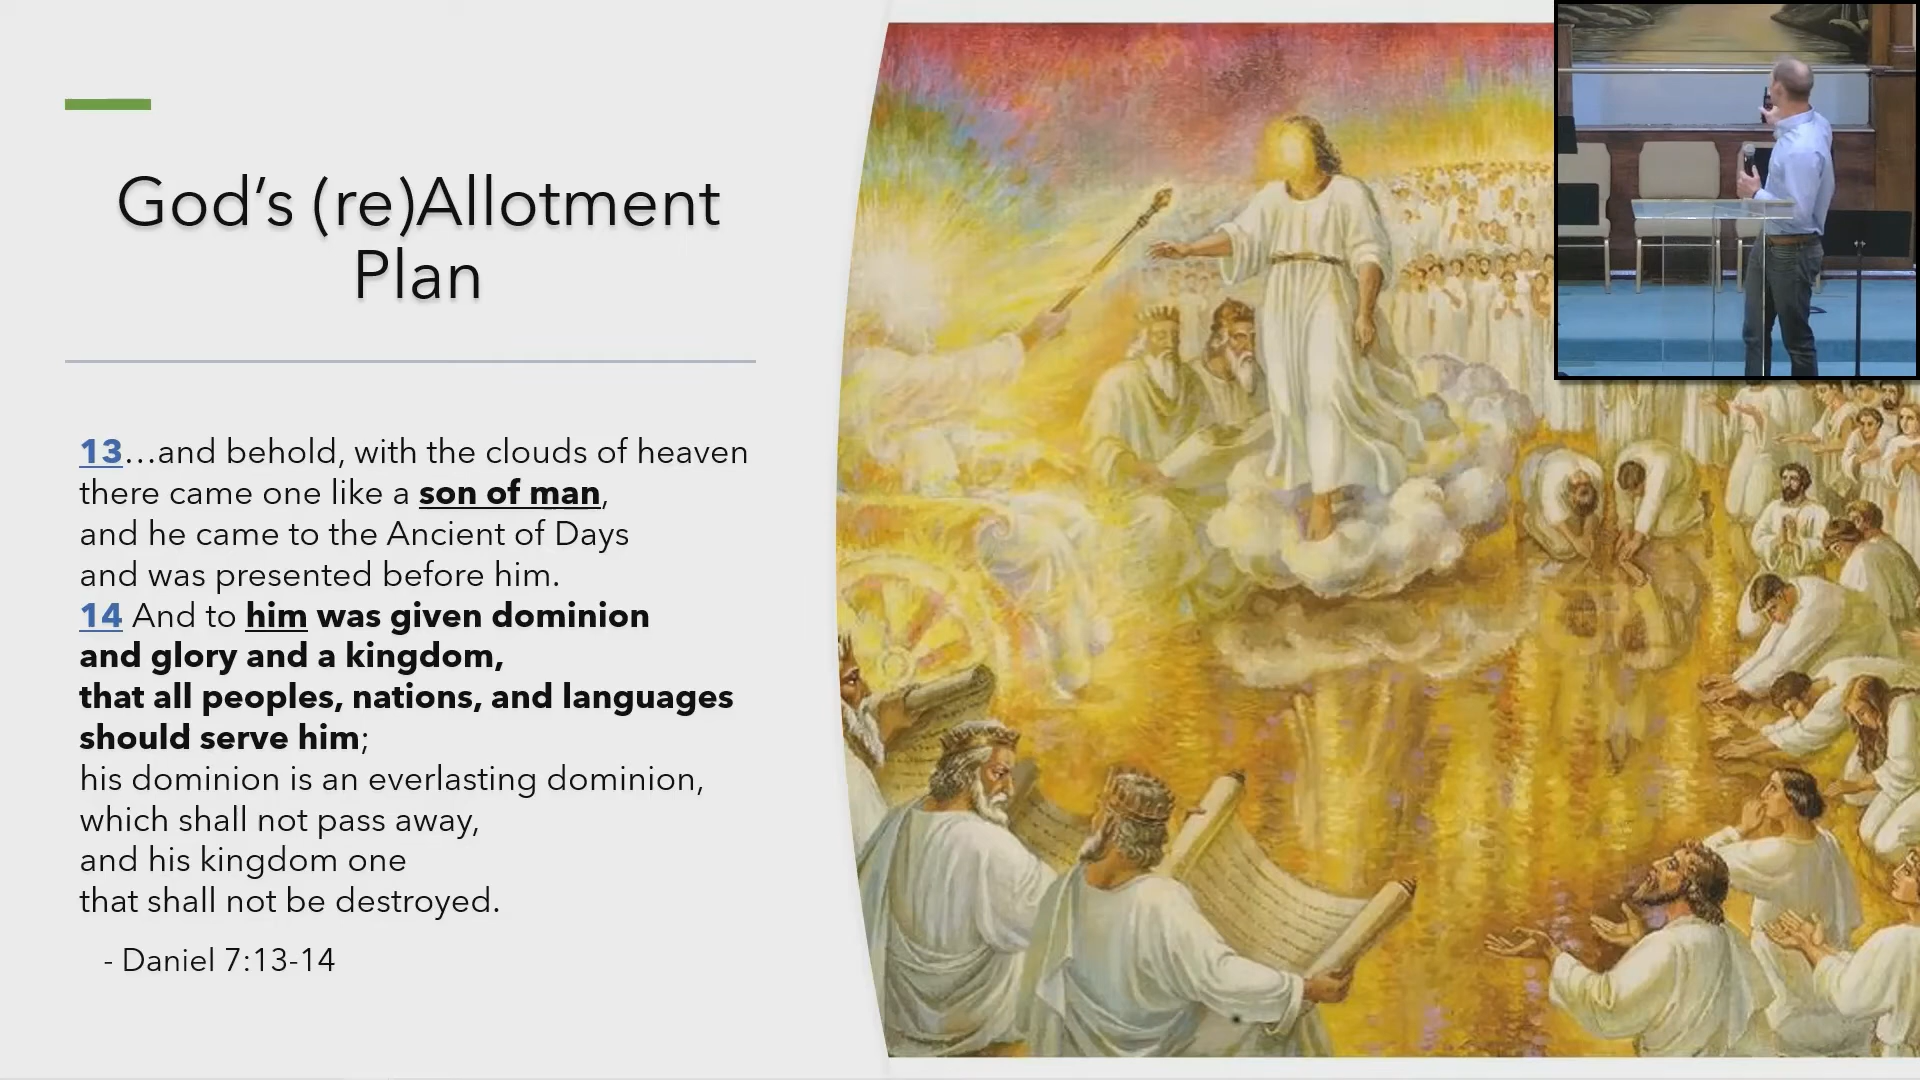 God’s (re)Allotment
Plan
13…and behold, with the clouds of heaven
there came one like a son of man,
and he came to the Ancient of Days
and was presented before him.
14 And to him was given dominion
and glory and a kingdom,
that all peoples, nations, and languages
should serve him;
his dominion is an everlasting dominion,
which shall not pass away,
and his kingdom one
that shall not be destroyed.
- Daniel 7:13-14